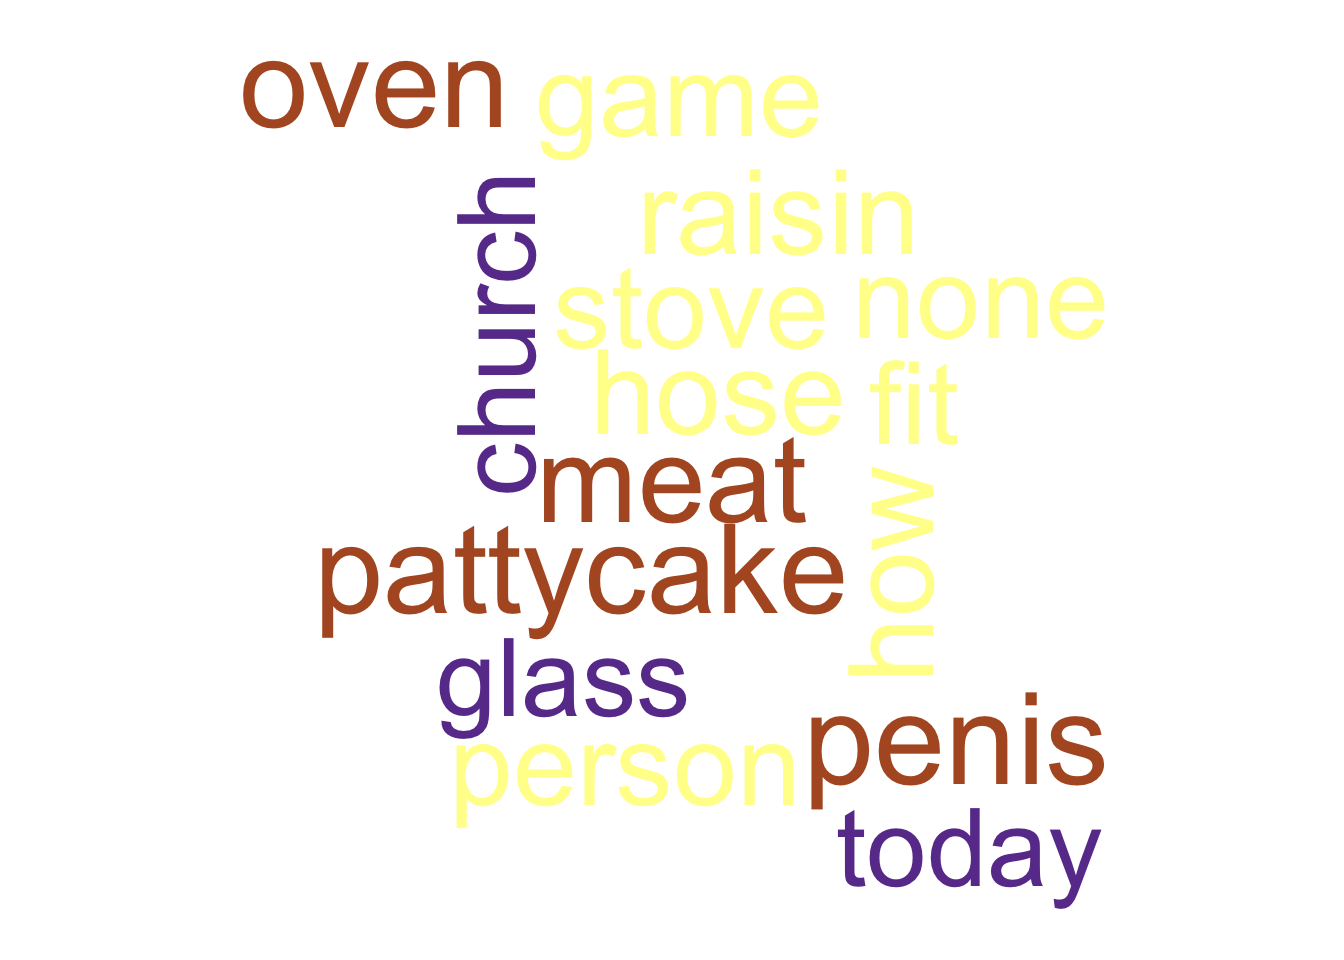 oven
game
church
raisin
stove
none
hose
fit
meat
how
pattycake
glass
penis
person
today